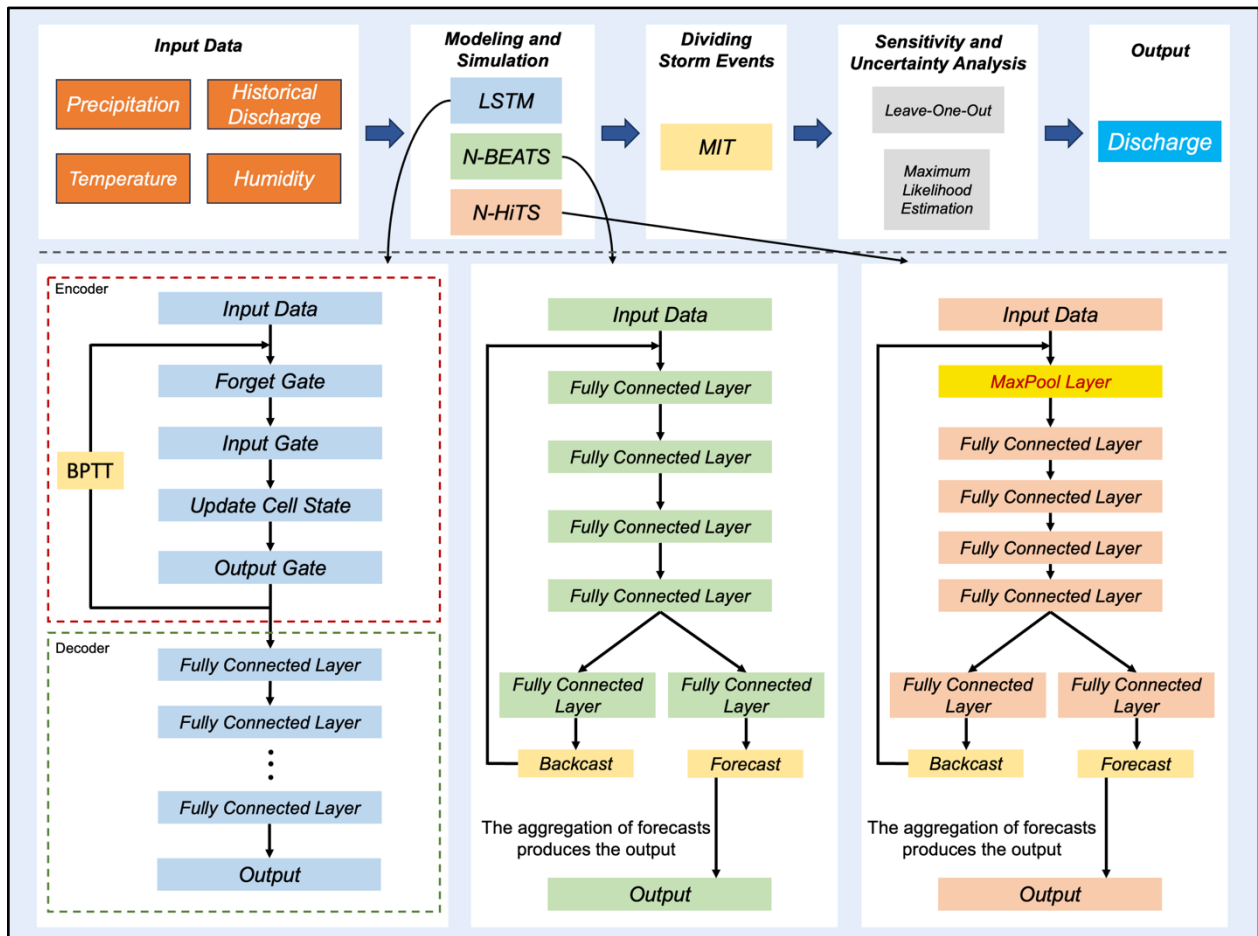 Input Data
Precipitation
Historical
Discharge
Temperature
Humidity
Modeling and
Simulation
LSTM
N-BEATS
N-HiTS
Dividing
Storm Events
MIT
Sensitivity and
Uncertainty Analysis
Leave-One-Out
Maximum
Likelihood
Estimation
Output
Discharge
Encoder
Input Data
Forget Gate
Input Gate
BPTT
Update Cell State
Output Gate
Decoder
Fully Connected Layer
Fully Connected Layer
Fully Connected Layer
Output
Input Data
Fully Connected Layer
Fully Connected Layer
Fully Connected Layer
Fully Connected Layer
Fully Connected
Layer
Fully Connected
Layer
Backcast
Forecast
The aggregation of forecasts
produces the output
Output
Input Data
MaxPool Layer
Fully Connected Layer
Fully Connected Layer
Fully Connected Layer
Fully Connected Layer
Fully Connected
Layer
Fully Connected
Layer
Backcast
Forecast
The aggregation of forecasts
produces the output
Output